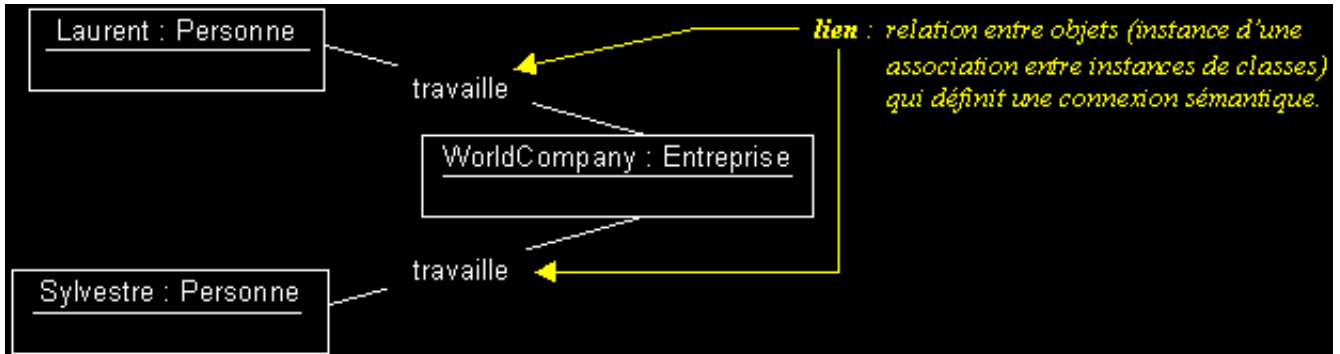 Laurent : Personne
lien : relation entre objets (instance d'une
association entre instances de classes)
qui définit une connexion sémantique.
travaille
WorldCompany : Entreprise
travaille
Sylvestre : Personne